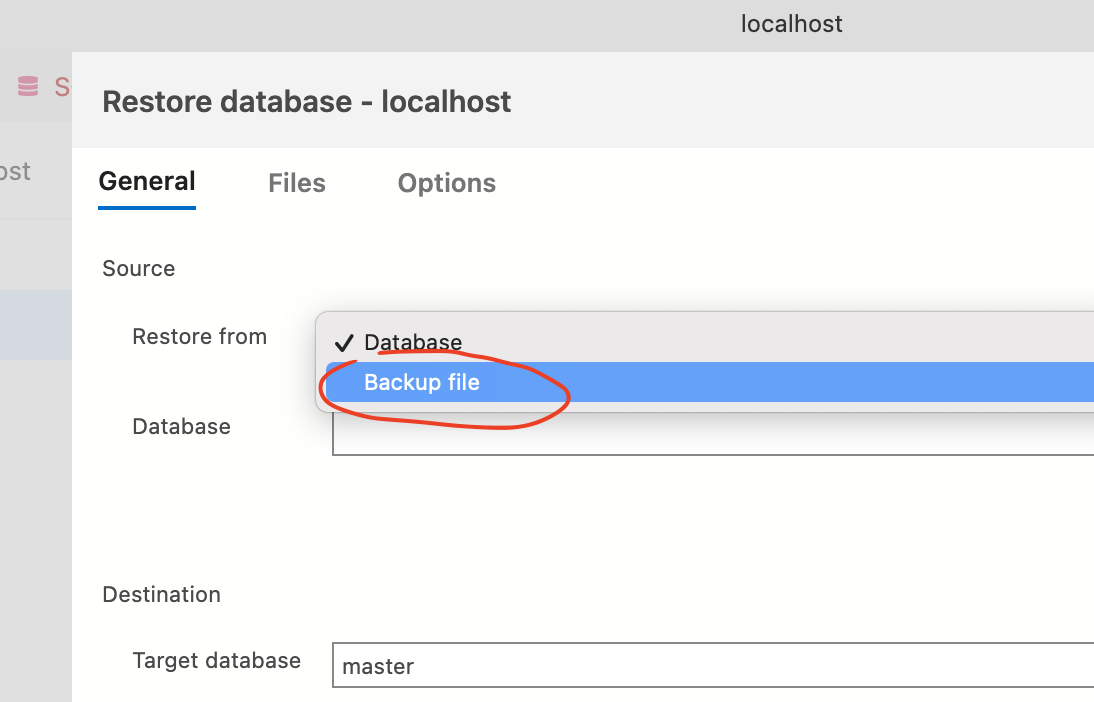 localhost
S
ost
Restore database - localhost
General Files Options
Source
Restore from
Database
Backup file
Database
Destination
Target database master